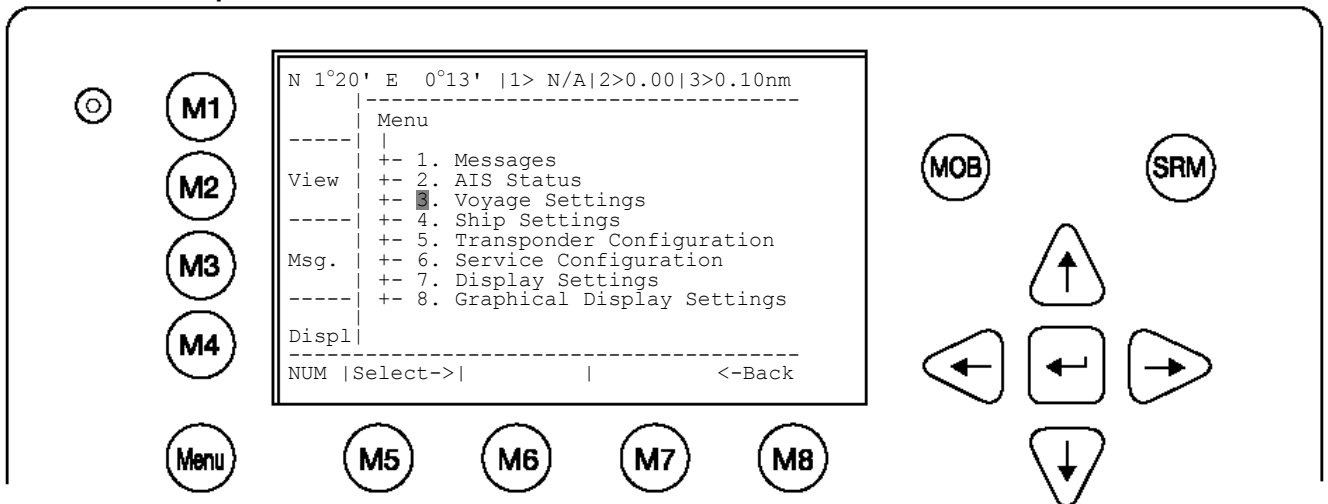 N 1°20' E 0°13' |1> N/A|2>0.00|3>0.10nm
M1
Menu
+- 1. Messages
M2
View | +- 2. AIS Status
+- 3. Voyage Settings
+- 4. Ship Settings
+- 5. Transponder Configuration
M3
Msg. | +- 6. Service Configuration
+- 7. Display Settings
+- 8. Graphical Display Settings
M4
Displ|
NUM |Select->| | <-Back
MOB
SRM
Menu
M5
M6
M7
M8